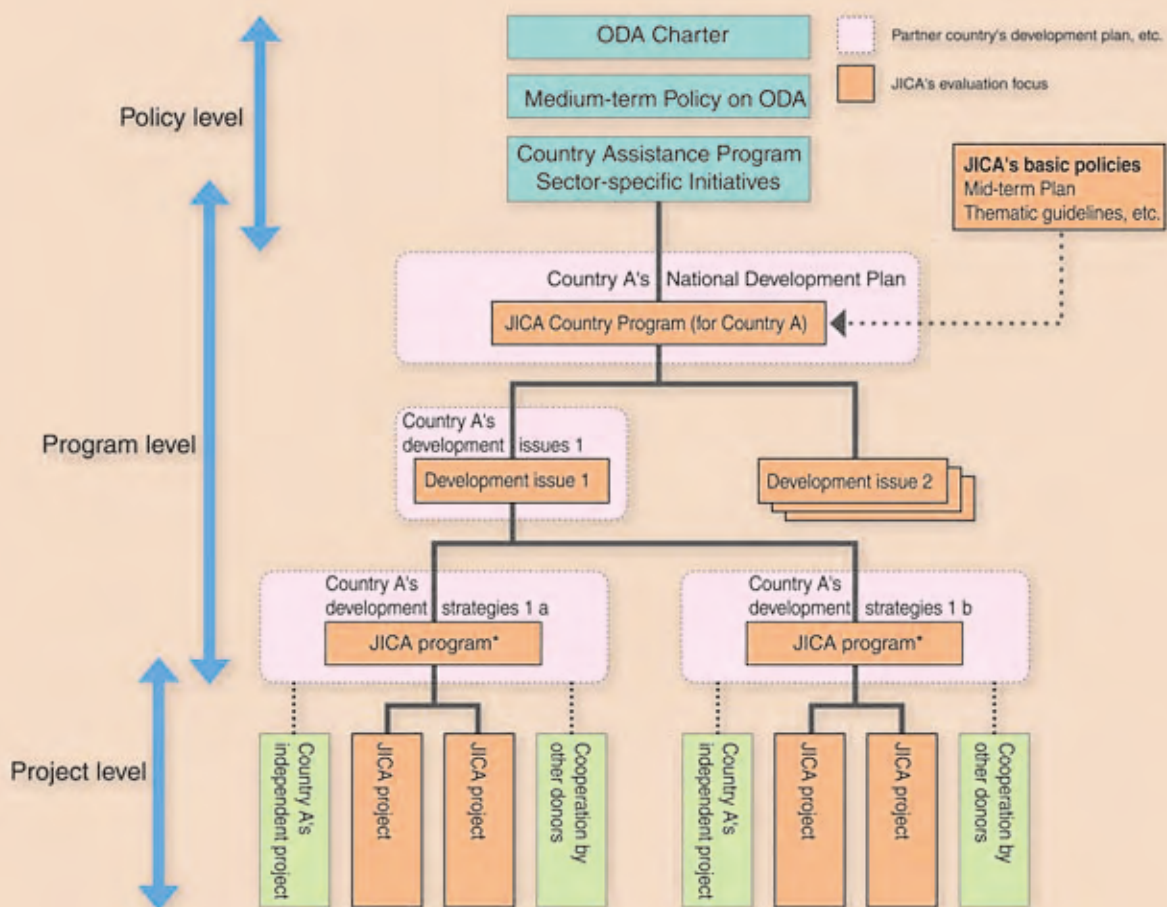 ODA Charter
Medium-term Policy on ODA
Country Assistance Program
Sector-specific Initiatives
Partner country's development plan, etc.
JICA's evaluation focus
JICA's basic policies
Mid-term Plan
Thematic guidelines, etc.
Policy level
Country A's National Development Plan
JICA Country Program (for Country A)
Program level
Country A's
development issues 1
Development issue 1
Development issue 2
Country A's
development strategies 1 a
JICA program*
Country A's
development strategies 1 b
JICA program*
Project level
Country A's
independent project
JICA project
JICA project
Cooperation by
other donors
Country A's
independent project
JICA project
JICA project
Cooperation by
other donors